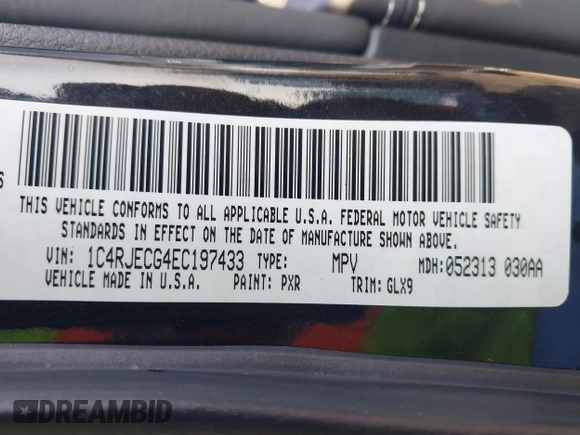 S
THIS VEHICLE CONFORMS TO ALL APPLICABLE U.S.A. FEDERAL MOTOR VEHICLE SAFETY
STANDARDS IN EFFECT ON THE DATE OF MANUFACTURE SHOWN ABOVE.
VIN: 1C4RJECG4EC197433 TYPE: MPV MDH:052313 030AA
VEHICLE MADE IN U.S.A. PAINT: PXR TRIM: GLX9
DREAMBID